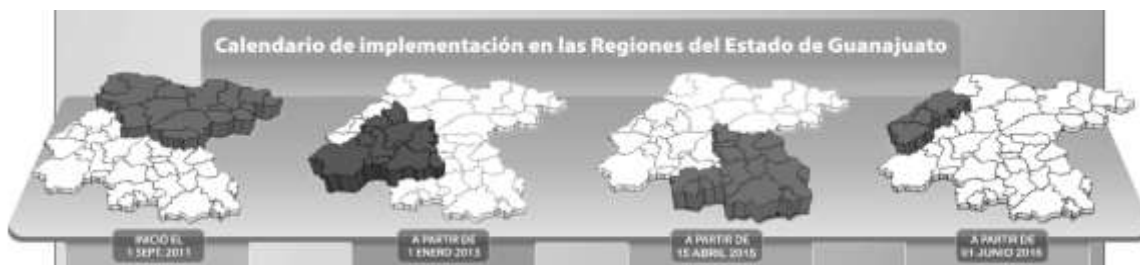 Calendario de implementación en las Regiones del Estado de Guanajuato
INICIÓ EL
1 SEPT. 2011
A PARTIR DE
1 ENERO 2013
A PARTIR DE
15 ABRIL 2015
A PARTIR DE
01 JUNIO 2016